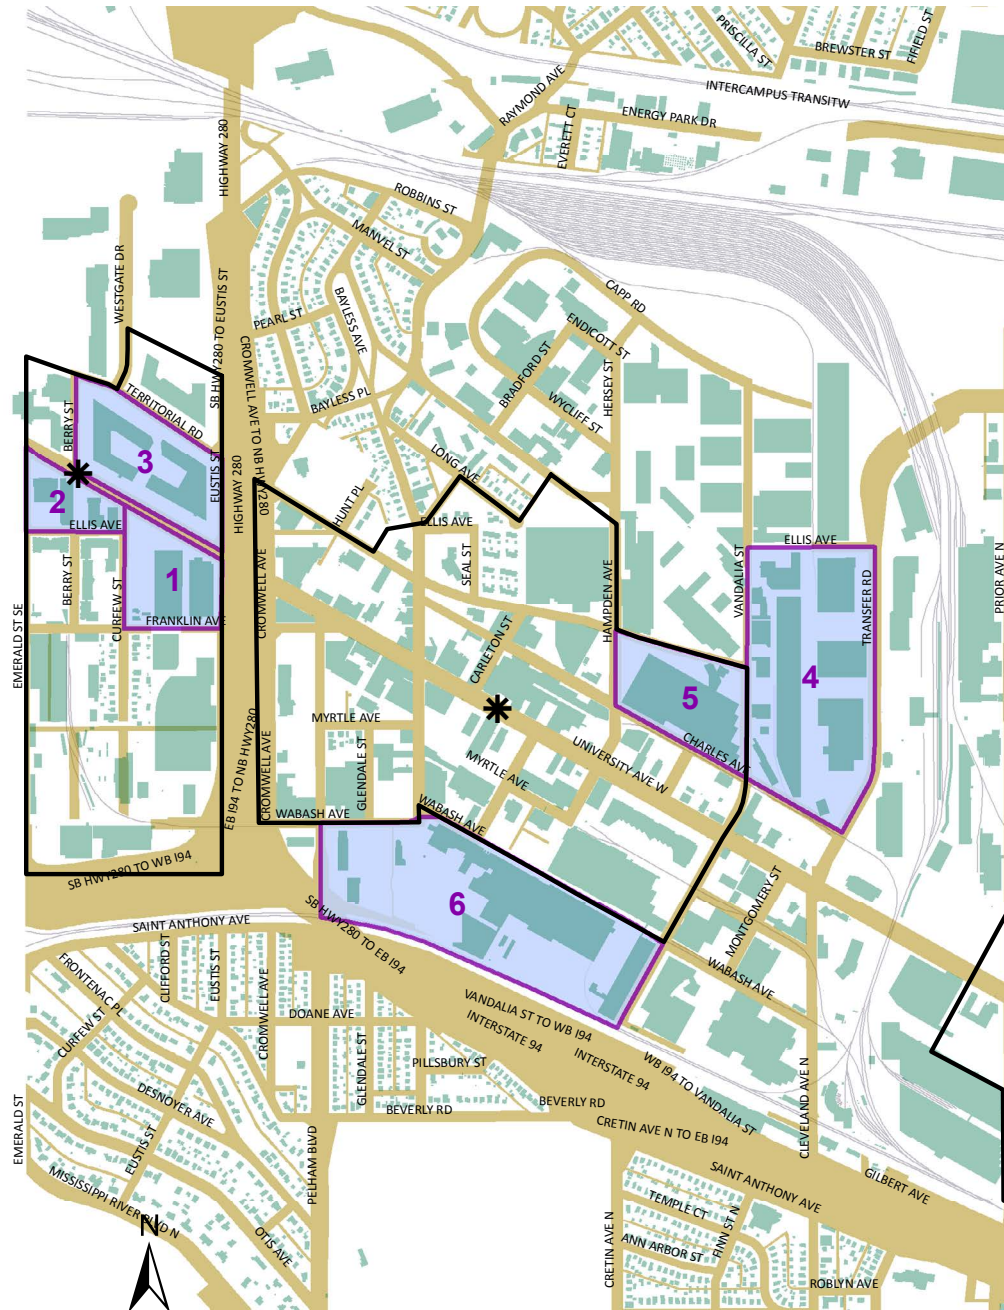 PRISCILLA ST
BREWSTER ST
FIFIELD ST
RAYMOND AVE
INTERCAMPUS TRANSITW
ENERGY PARK DR
EVERETT CT
HIGHWAY 280
ROBBINS ST
MANVEL ST
WESTGATE DR
SB HWY280 TO EUSTIS ST
BAYLESS AVE
PEARL ST
CAPP RD
ENDICOTT ST
BRADFORD ST
HERSEY ST
WYCLIFF ST
CROMWELL AVE TO NB HWY280
BAYLESS PL
TERRITORIAL RD
BERRY ST
3
LONG AVE
EUSTIS ST
HIGHWAY 280
HUNT PL
2
ELLIS AVE
ELLIS AVE
ELLIS AVE
SEAL ST
BERRY ST
CURFEW ST
1
FRANKLIN AVE
CROMWELL AVE
HAMPDEN AVE
VANDALIA ST
TRANSFER RD
PRIOR AVE N
EMERALD ST SE
CARLETON ST
5
4
MYRTLE AVE
CHARLES AVE
UNIVERSITY AVE W
MYRTLE AVE
GLENDALE ST
CROMWELL AVE
EB I94 TO NB HWY280
WABASH AVE
WABASH AVE
SB HWY280 TO WB I94
6
MONTGOMERY ST
SAINT ANTHONY AVE
SB HWY280 TO EB I94
WABASH AVE
CLIFFORD ST
EUSTIS ST
FRONTENAC PL
CROMWELL AVE
CURFEW ST
DOANE AVE
VANDALIA ST TO WB I94
INTERSTATE 94
INTERSTATE 94
WB I94 TO VANDALIA ST
GLENDALE ST
PILLSBURY ST
CLEVELAND AVE N
DESNOYER AVE
BEVERLY RD
BEVERLY RD
EMERALD ST
EUSTIS ST
CRETIN AVE N TO EB I94
PELHAM BLVD
SAINT ANTHONY AVE
GILBERT AVE
MISSISSIPPI RIVER BLVD N
TEMPLE CT
FINN ST N
N
OTIS AVE
ANN ARBOR ST
CRETIN AVE N
ROBLYN AVE